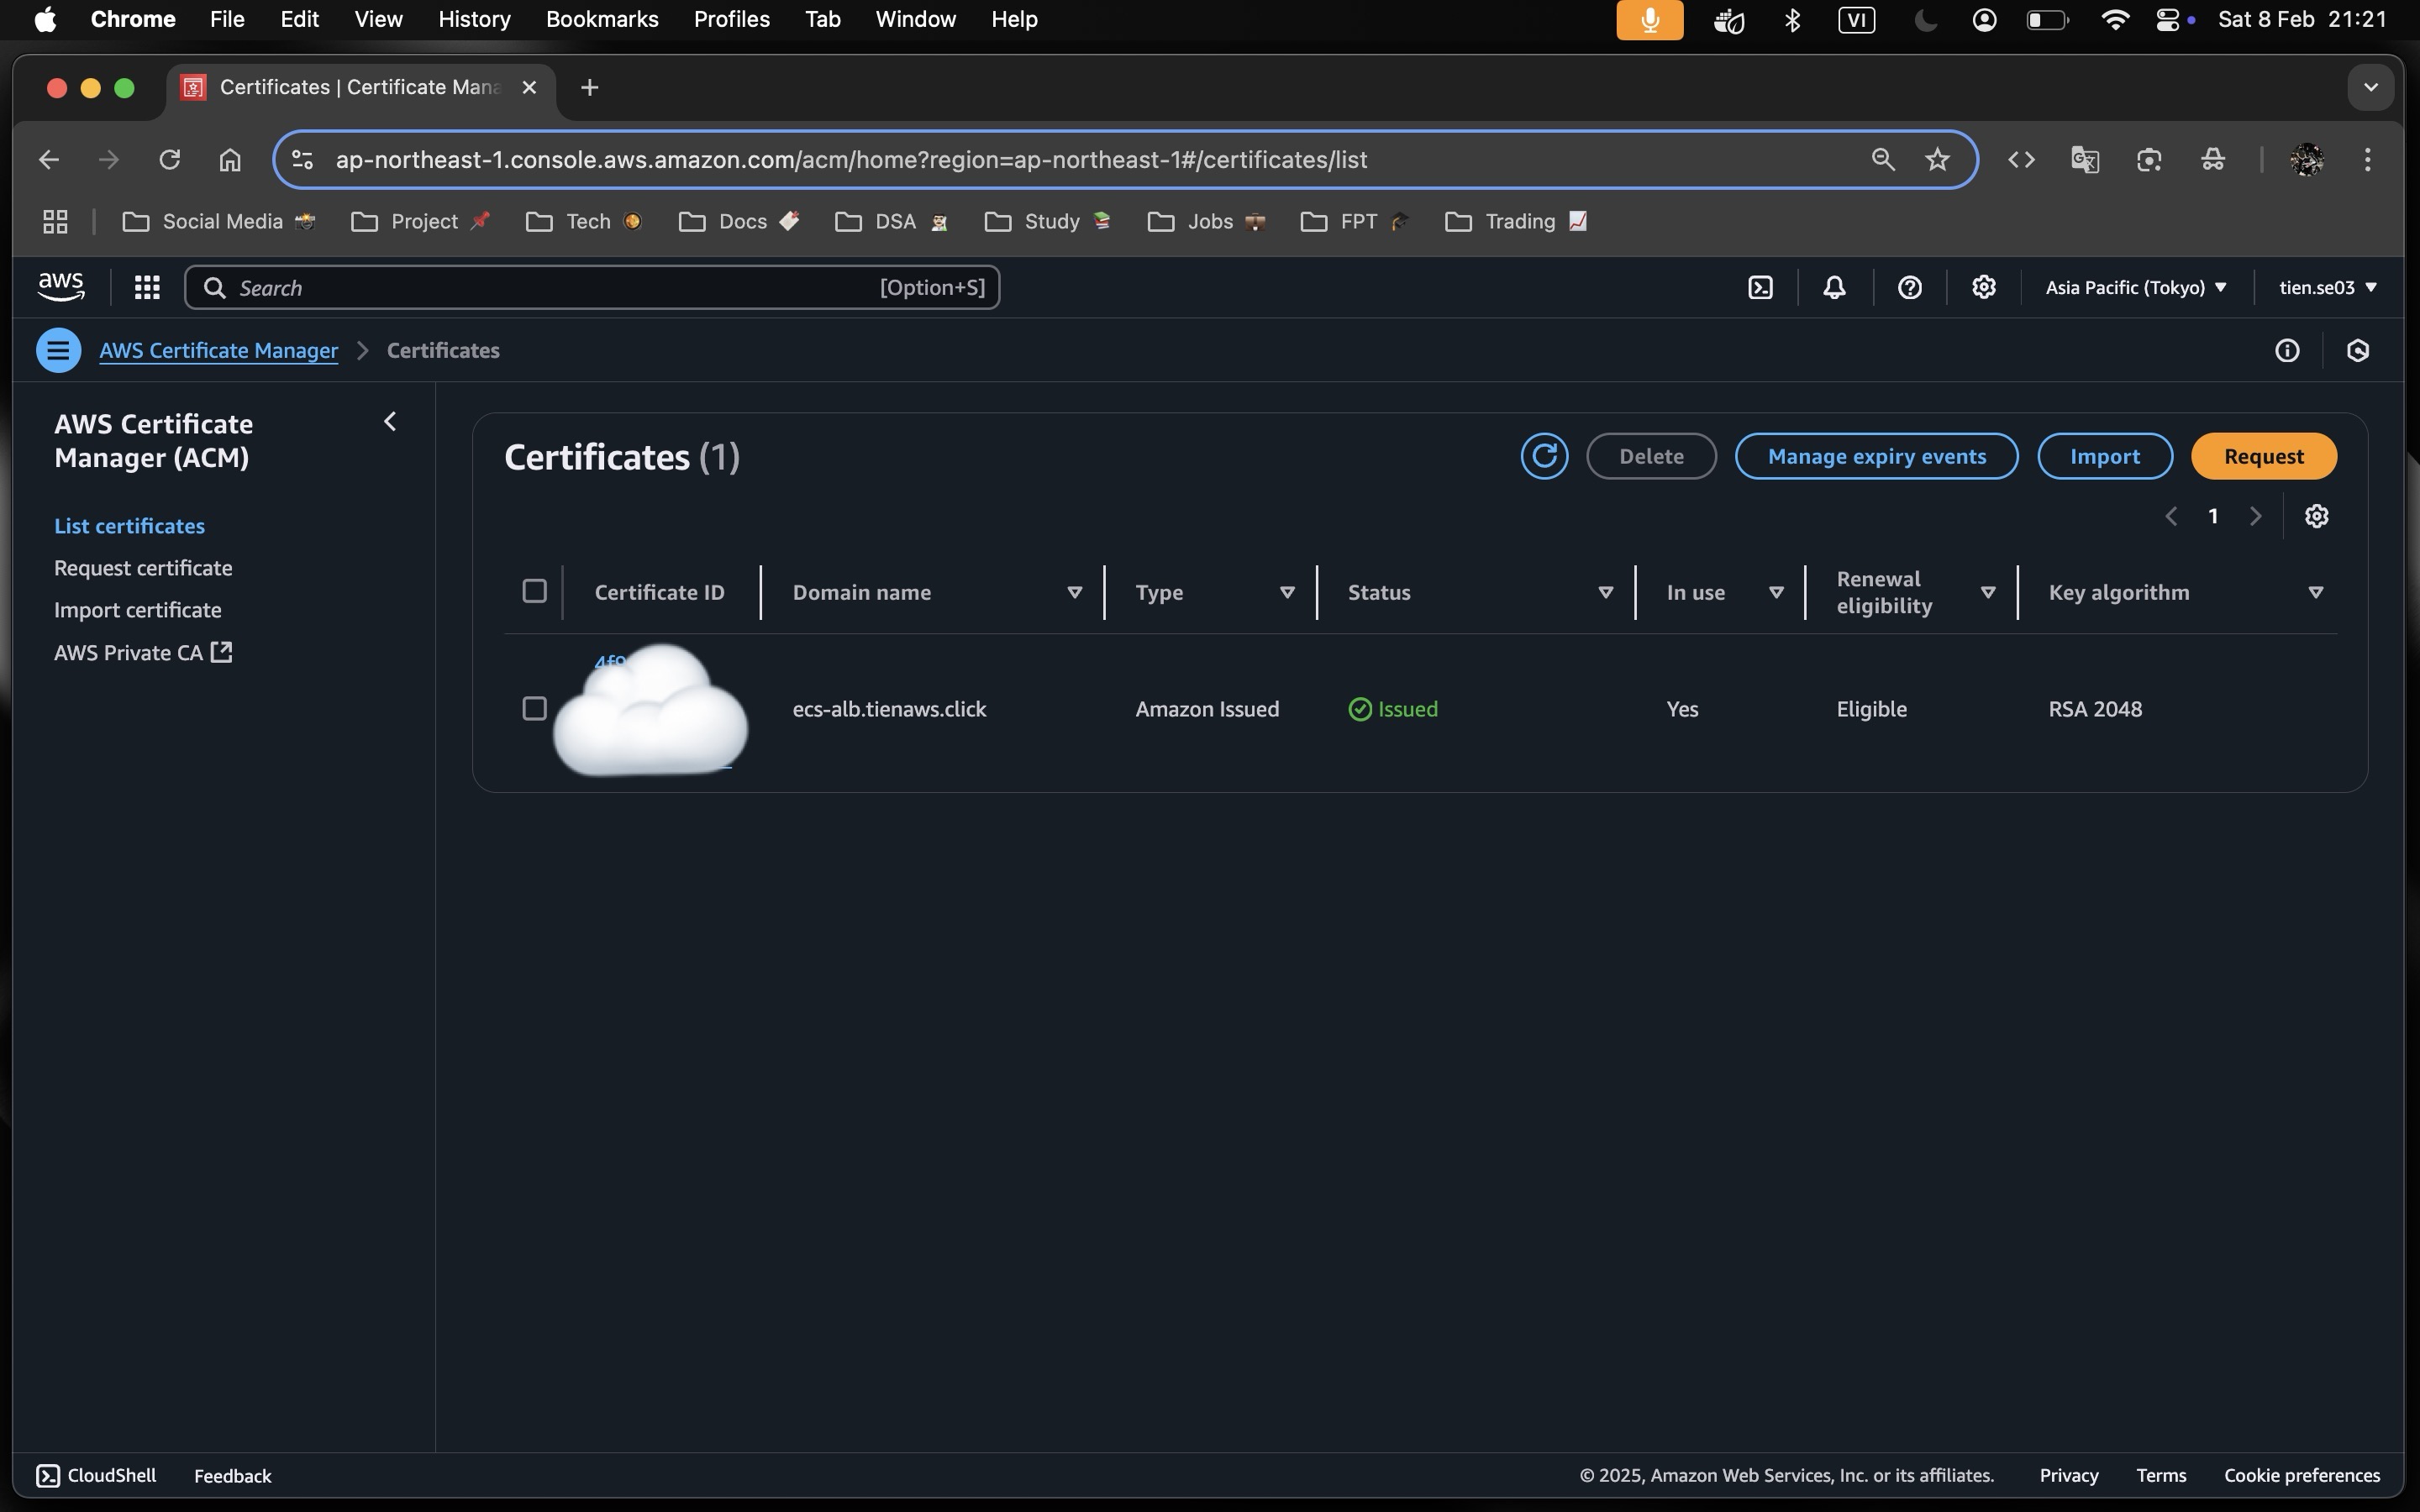 Chrome File Edit View History Bookmarks Profiles Tab Window Help VI Sat 8 Feb 21:21
Certificates | Certificate Mana
ap-northeast-1.console.aws.amazon.com/acm/home?region=ap-northeast-1#/certificates/list
Social Media Project Tech Docs DSA Study Jobs FPT Trading
aws Search [Option+S] Asia Pacific (Tokyo) tien.se03
AWS Certificate Manager Certificates
AWS Certificate
Manager (ACM)
List certificates
Request certificate
Import certificate
AWS Private CA
Certificates (1) Delete Manage expiry events Import Request
1
Certificate ID Domain name Type Status In use Renewal eligibility Key algorithm
ecs-alb.tienaws.click Amazon Issued Issued Yes Eligible RSA 2048
CloudShell Feedback © 2025, Amazon Web Services, Inc. or its affiliates. Privacy Terms Cookie preferences